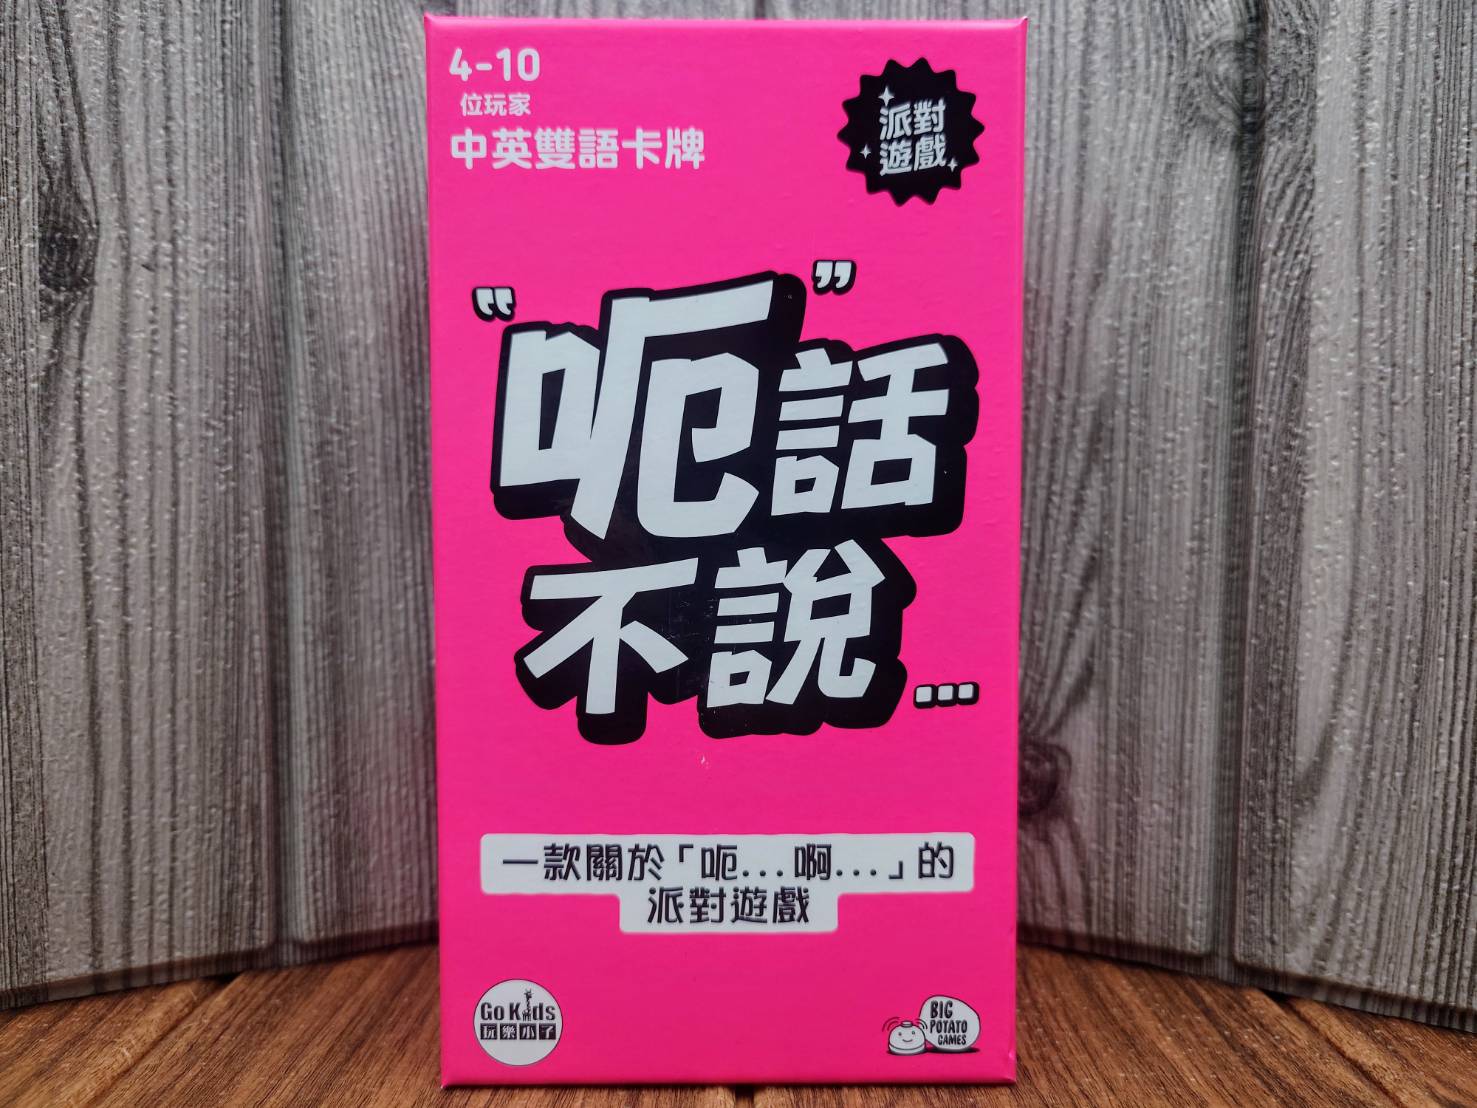 4-10
位玩家
中英雙語卡牌
派對
遊戲
“呃”話
不說...
一款關於「呃...啊...」的
派對遊戲
Go Kids
玩樂小子
BIG
POTATO
GAMES